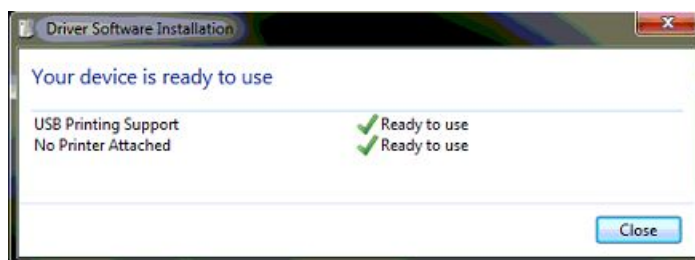 Driver Software Installation
Your device is ready to use
USB Printing Support Ready to use
No Printer Attached Ready to use
Close